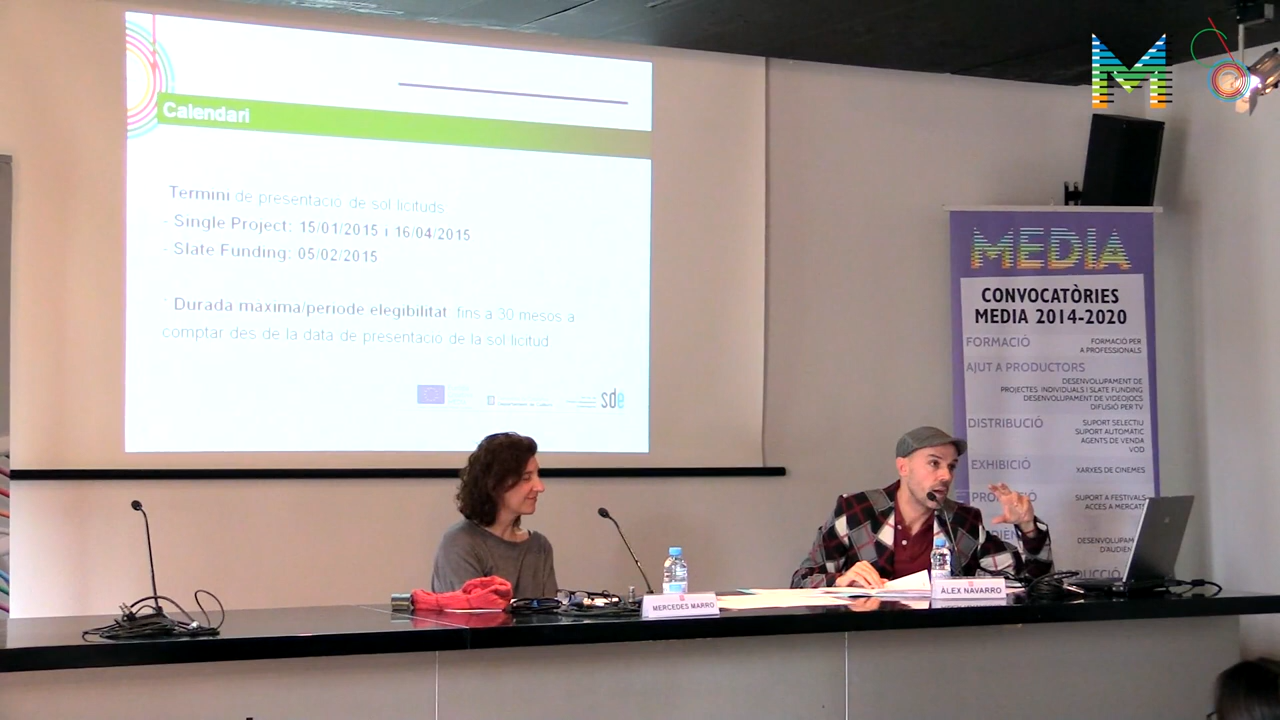 Calendari
Termini de presentació de sol·licituds
- Single Project: 15/01/2015 i 16/04/2015
- Slate Funding: 05/02/2015
* Durada màxima/període elegibilitat: fins a 30 mesos a
comptar des de la data de presentació de la sol·licitud
sde
M
MEDIA
CONVOCATÒRIES
MEDIA 2014-2020
FORMACIÓ
FORMACIÓ PER
A PROFESSIONALS
AJUT A PRODUCTORS
DESENVOLUPAMENT DE
PROJECTES INDIVIDUALS I SLATE FUNDING
DESENVOLUPAMENT DE VIDEOJOCS
DIFUSIÓ PER TV
DISTRIBUCIÓ
SUPORT SELECTIU
SUPORT AUTOMÀTIC
AGENTS DE VENDA
VOD
EXHIBICIÓ
XARXES DE CINEMES
SUPORT A FESTIVALS
MERCEDES MARRO
ÀLEX NAVARRO